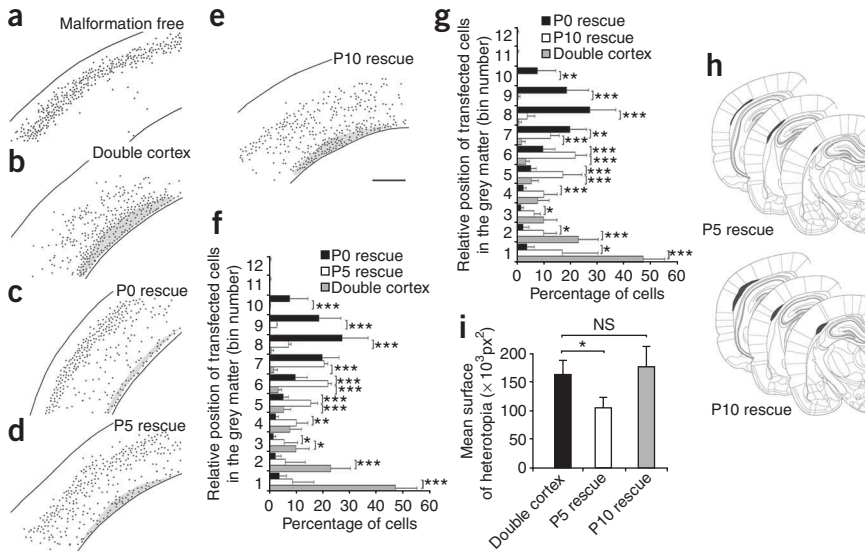 a
Malformation free
b
Double cortex
c
P0 rescue
d
P5 rescue
e
P10 rescue
f
P0 rescue
P5 rescue
Double cortex
Relative position of transfected cells
in the grey matter (bin number)
12
11
10
***
9
***
8
***
7
***
6
***
***
5
***
***
4
**
3
*
*
2
***
1
***
0 10 20 30 40 50 60
Percentage of cells
g
P0 rescue
P10 rescue
Double cortex
Relative position of transfected cells
in the grey matter (bin number)
12
11
10
**
9
***
8
***
7
**
***
6
***
***
5
***
***
4
***
3
*
2
*
***
1
*
***
0 10 20 30 40 50 60
Percentage of cells
h
P5 rescue
P10 rescue
i
NS
*
Mean surface
of heterotopia (× 10³px²)
200
150
100
50
0
Double cortex
P5 rescue
P10 rescue